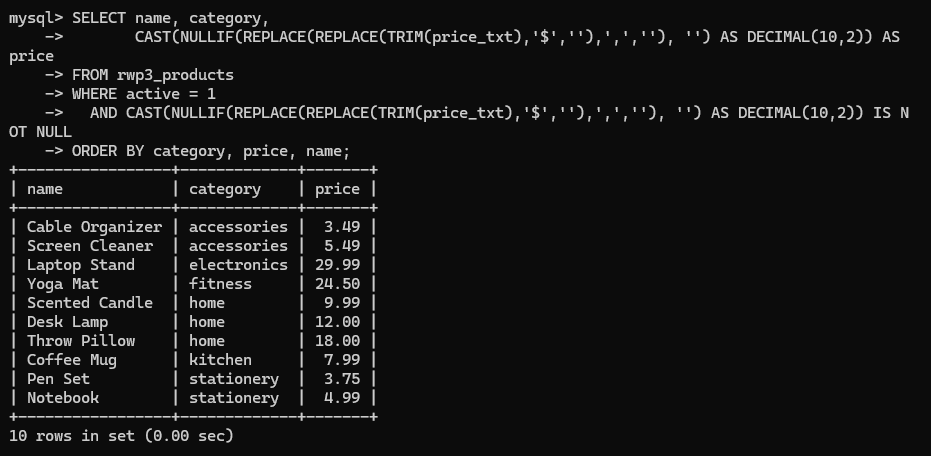 mysql> SELECT name, category,
    ->        CAST(NULLIF(REPLACE(REPLACE(TRIM(price_txt),'$',''),',',''), '') AS DECIMAL(10,2)) AS
price
    -> FROM rwp3_products
    -> WHERE active = 1
    ->   AND CAST(NULLIF(REPLACE(REPLACE(TRIM(price_txt),'$',''),',',''), '') AS DECIMAL(10,2)) IS N
OT NULL
    -> ORDER BY category, price, name;
+-----------------+-------------+-------+
| name            | category    | price |
+-----------------+-------------+-------+
| Cable Organizer | accessories |  3.49 |
| Screen Cleaner  | accessories |  5.49 |
| Laptop Stand    | electronics | 29.99 |
| Yoga Mat        | fitness     | 24.50 |
| Scented Candle  | home        |  9.99 |
| Desk Lamp       | home        | 12.00 |
| Throw Pillow    | home        | 18.00 |
| Coffee Mug      | kitchen     |  7.99 |
| Pen Set         | stationery  |  3.75 |
| Notebook        | stationery  |  4.99 |
+-----------------+-------------+-------+
10 rows in set (0.00 sec)